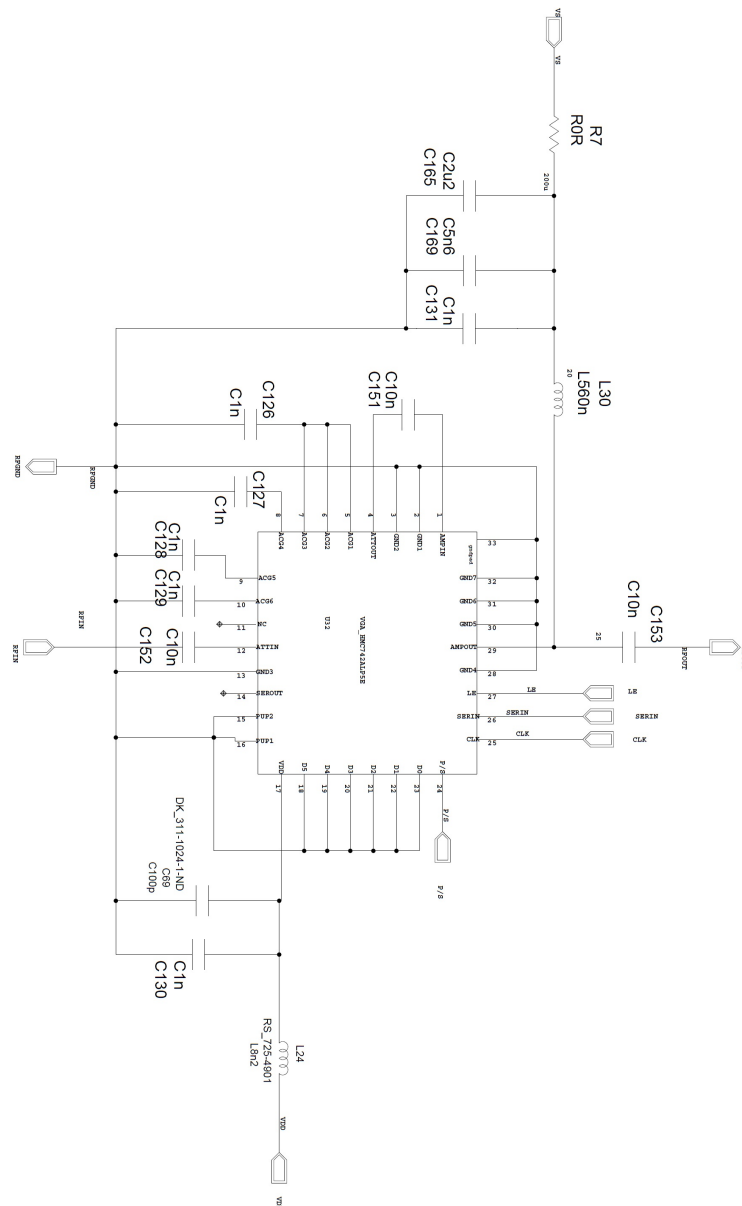 VS
VS
R7
R0R
200u
C2u2
C165
C5n6
C169
C1n
C131
L30
L560n
20
C10n
C151
C126
C1n
C127
C1n
RFGND
RFGND
RFGND
C1n
C128
C1n
C129
RFIN
RFIN
C10n
C152
C10n
C153
25
RFOUT
1 AMPIN
2 GND1
3 GND2
4 ATTOUT
5 ACG1
6 ACG2
7 ACG3
8 ACG4
9 ACG5
10 ACG6
11 NC
12 ATTIN
13 GND3
14 SEROUT
15 PUP2
16 PUP1
17 VDD
18 D5
19 D4
20 D3
21 D2
22 D1
23 D0
24 P/S
25 CLK
26 SERIN
27 LE
28 GND4
29 AMPOUT
30 GND5
31 GND6
32 GND7
33 gndpad
U32
VGA_HMC742ALP5E
LE
LE
SERIN
SERIN
CLK
CLK
P/S
P/S
DK_311-1024-1-ND
C69
C100p
C1n
C130
L24
RS_725-4901
L8n2
VDD
VD